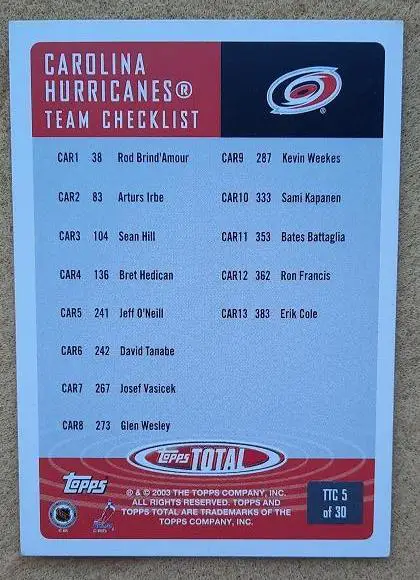 CAROLINA
HURRICANES®
TEAM CHECKLIST
®
CAR1 38 Rod Brind'Amour
CAR2 83 Arturs Irbe
CAR3 104 Sean Hill
CAR4 136 Bret Hedican
CAR5 241 Jeff O'Neill
CAR6 242 David Tanabe
CAR7 267 Josef Vasicek
CAR8 273 Glen Wesley
CAR9 287 Kevin Weekes
CAR10 333 Sami Kapanen
CAR11 353 Bates Battaglia
CAR12 362 Ron Francis
CAR13 383 Erik Cole
topps TOTAL
topps
® & © 2003 THE TOPPS COMPANY, INC.
ALL RIGHTS RESERVED. TOPPS AND
TOPPS TOTAL ARE TRADEMARKS OF THE
TOPPS COMPANY, INC.
TTC 5
of 30